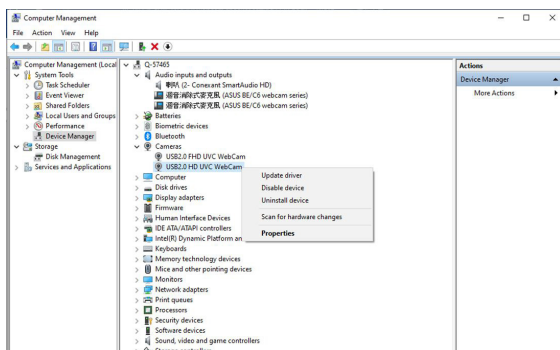 Computer Management
File Action View Help
Computer Management (Local
System Tools
Task Scheduler
Event Viewer
Shared Folders
Local Users and Groups
Performance
Device Manager
Storage
Disk Management
Services and Applications
Q-57465
Audio inputs and outputs
喇叭 (2- Conexant SmartAudio HD)
(ASUS BE/C6 webcam series)
(ASUS BE/C6 webcam series)
Batteries
Biometric devices
Bluetooth
Cameras
USB2.0 FHD UVC WebCam
USB2.0 HD UVC WebCam
Computer
Disk drives
Display adapters
Firmware
Human Interface Devices
IDE ATA/ATAPI controllers
Intel(R) Dynamic Platform an
Keyboards
Memory technology devices
Mice and other pointing devices
Monitors
Network adapters
Print queues
Processors
Security devices
Software devices
Sound, video and game controllers
Update driver
Disable device
Uninstall device
Scan for hardware changes
Properties
Actions
Device Manager
More Actions